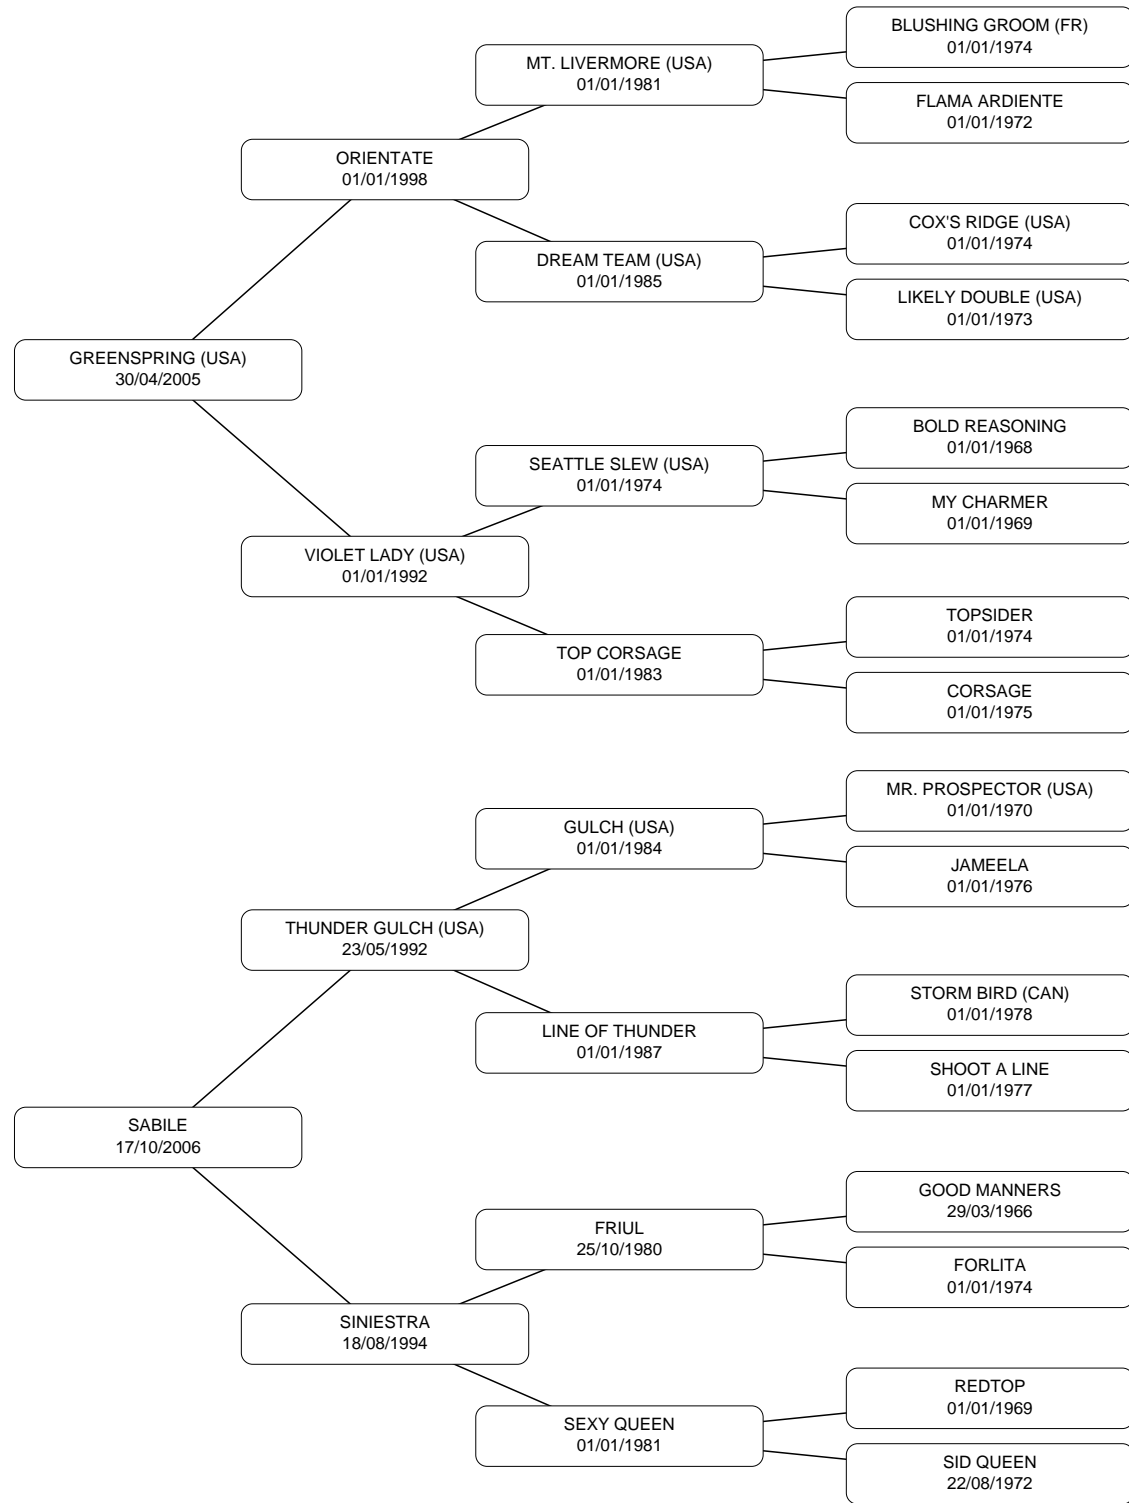 BLUSHING GROOM (FR)
01/01/1974
MT. LIVERMORE (USA)
01/01/1981
FLAMA ARDIENTE
01/01/1972
ORIENTATE
01/01/1998
COX'S RIDGE (USA)
01/01/1974
DREAM TEAM (USA)
01/01/1985
LIKELY DOUBLE (USA)
01/01/1973
GREENSPRING (USA)
30/04/2005
BOLD REASONING
01/01/1968
SEATTLE SLEW (USA)
01/01/1974
MY CHARMER
01/01/1969
VIOLET LADY (USA)
01/01/1992
TOPSIDER
01/01/1974
TOP CORSAGE
01/01/1983
CORSAGE
01/01/1975
MR. PROSPECTOR (USA)
01/01/1970
GULCH (USA)
01/01/1984
JAMEELA
01/01/1976
THUNDER GULCH (USA)
23/05/1992
STORM BIRD (CAN)
01/01/1978
LINE OF THUNDER
01/01/1987
SHOOT A LINE
01/01/1977
SABILE
17/10/2006
GOOD MANNERS
29/03/1966
FRIUL
25/10/1980
FORLITA
01/01/1974
SINIESTRA
18/08/1994
REDTOP
01/01/1969
SEXY QUEEN
01/01/1981
SID QUEEN
22/08/1972